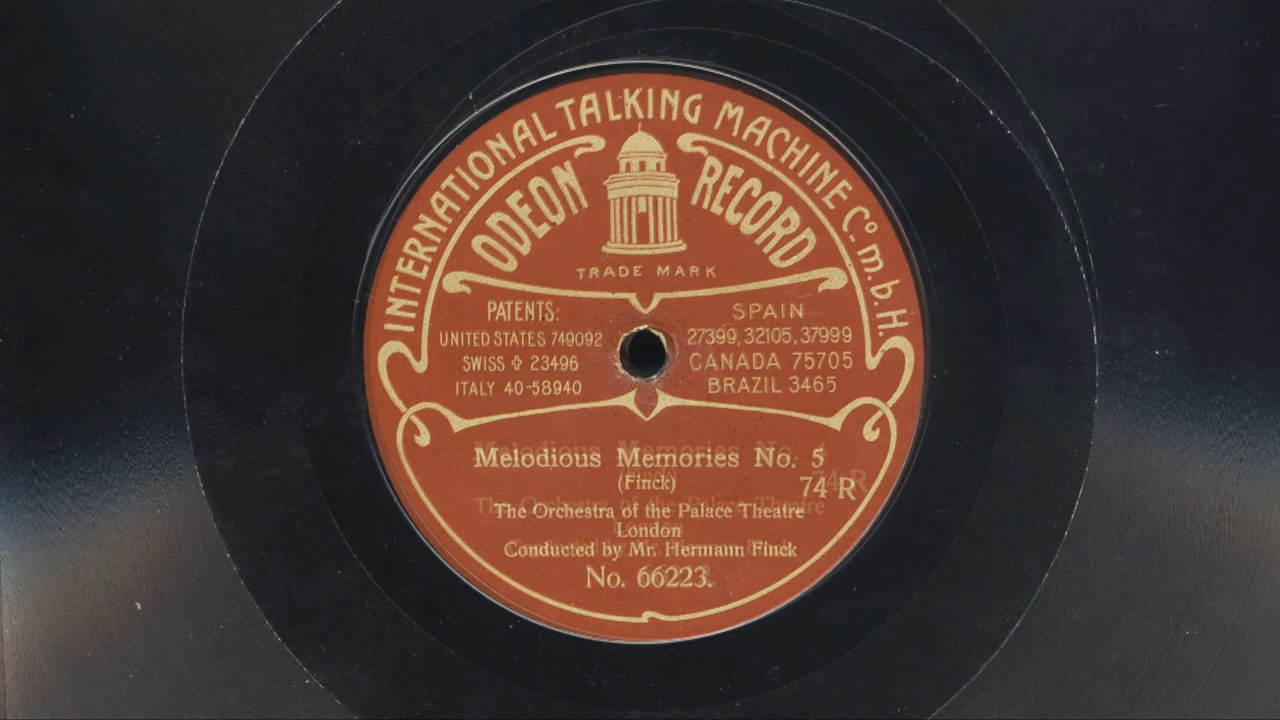 INTERNATIONAL TALKING MACHINE Co. m.b.H.
ODEON RECORD
TRADE MARK
PATENTS:
UNITED STATES 749092
SWISS ✠ 23496
ITALY 40-58940
SPAIN
27399, 32105, 37999
CANADA 75705
BRAZIL 3465
Melodious Memories No. 5
(Finck)
74 R
The Orchestra of the Palace Theatre
London
Conducted by Mr. Hermann Finck
No. 66223.